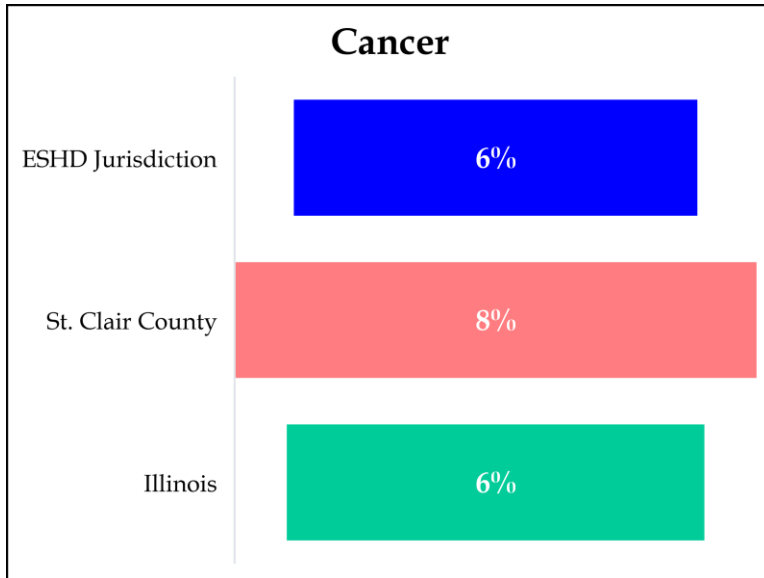 Cancer
ESHD Jurisdiction
6%
St. Clair County
8%
Illinois
6%